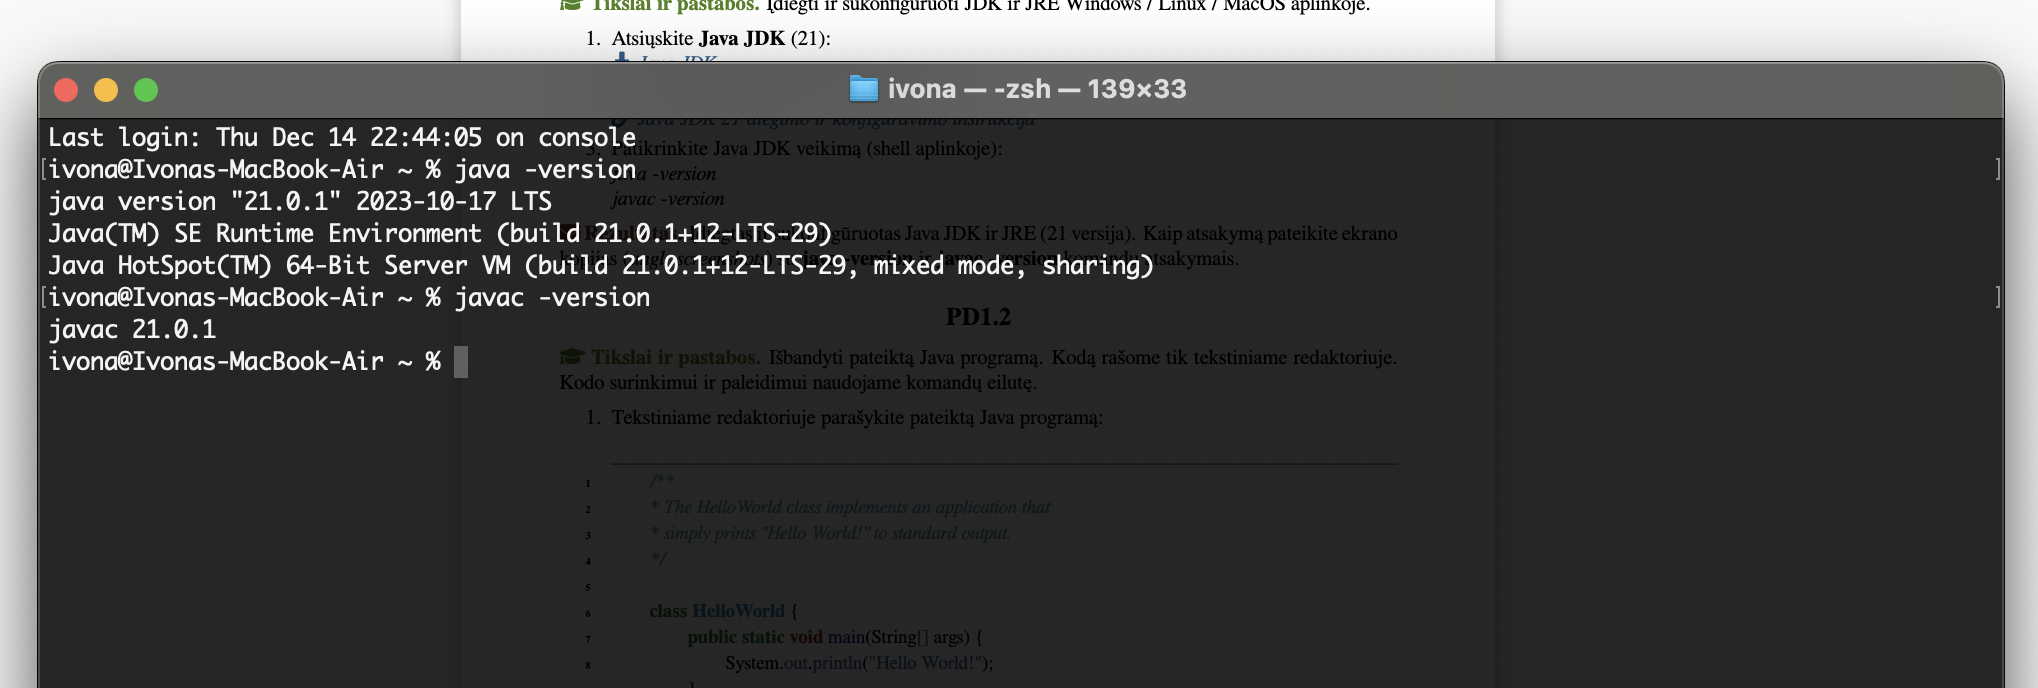 Tikslai ir pastabos. Įdiegti ir sukonfigūruoti JDK ir JRE Windows / Linux / MacOS aplinkoje.
1. Atsiųskite Java JDK (21):
Java JDK
ivona — -zsh — 139×33
Java JDK 21 diegimo ir konfigūravimo instrukcija
Last login: Thu Dec 14 22:44:05 on console
3. Patikrinkite Java JDK veikimą (shell aplinkoje):
[ivona@Ivonas-MacBook-Air ~ % java -version ]
java -version
java version "21.0.1" 2023-10-17 LTS
javac -version
Java(TM) SE Runtime Environment (build 21.0.1+12-LTS-29)
Java JDK ir JRE (21 versija). Kaip atsakymą pateikite ekrano
Java HotSpot(TM) 64-Bit Server VM (build 21.0.1+12-LTS-29, mixed mode, sharing)
[ivona@Ivonas-MacBook-Air ~ % javac -version ]
PD1.2
javac 21.0.1
ivona@Ivonas-MacBook-Air ~ %
Tikslai ir pastabos. Išbandyti pateiktą Java programą. Kodą rašome tik tekstiniame redaktoriuje.
Kodo surinkimui ir paleidimui naudojame komandų eilutę.
1. Tekstiniame redaktoriuje parašykite pateiktą Java programą:
1 /**
2 * The HelloWorld class implements an application that
3 * simply prints "Hello World!" to standard output.
4 */
5
6 class HelloWorld {
7 public static void main(String[] args) {
8 System.out.println("Hello World!");
}